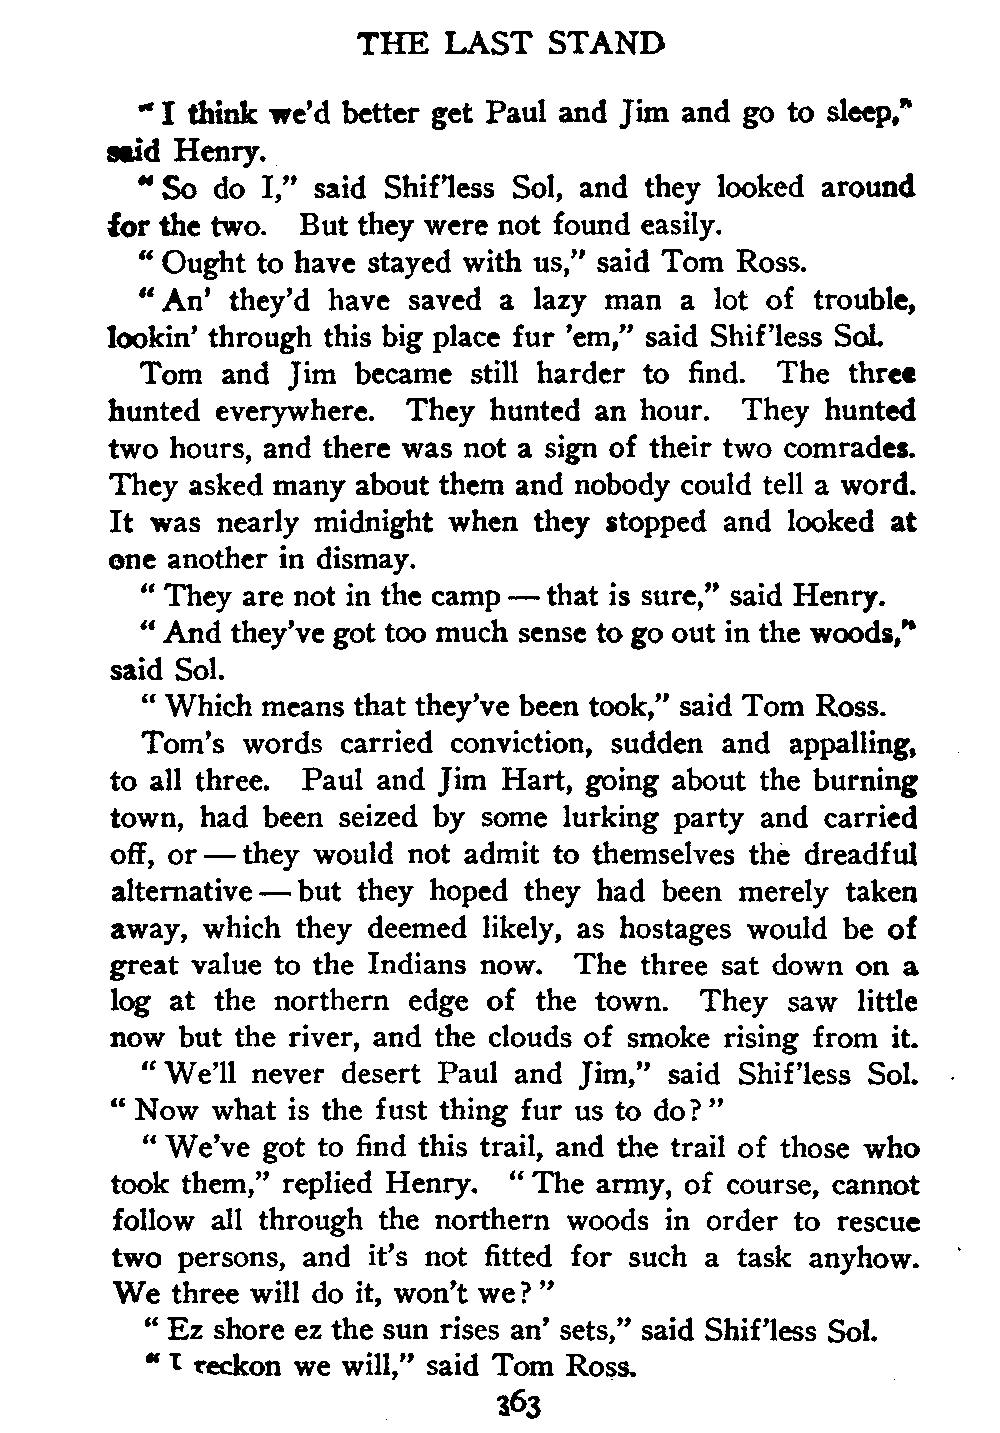 THE LAST STAND
“ I think we’d better get Paul and Jim and go to sleep,”
said Henry.
“ So do I,” said Shif’less Sol, and they looked around
for the two. But they were not found easily.
“ Ought to have stayed with us,” said Tom Ross.
“ An’ they’d have saved a lazy man a lot of trouble,
lookin’ through this big place fur ’em,” said Shif’less Sol.
Tom and Jim became still harder to find. The three
hunted everywhere. They hunted an hour. They hunted
two hours, and there was not a sign of their two comrades.
They asked many about them and nobody could tell a word.
It was nearly midnight when they stopped and looked at
one another in dismay.
“ They are not in the camp — that is sure,” said Henry.
“ And they’ve got too much sense to go out in the woods,”
said Sol.
“ Which means that they’ve been took,” said Tom Ross.
Tom’s words carried conviction, sudden and appalling,
to all three. Paul and Jim Hart, going about the burning
town, had been seized by some lurking party and carried
off, or — they would not admit to themselves the dreadful
alternative — but they hoped they had been merely taken
away, which they deemed likely, as hostages would be of
great value to the Indians now. The three sat down on a
log at the northern edge of the town. They saw little
now but the river, and the clouds of smoke rising from it.
“ We’ll never desert Paul and Jim,” said Shif’less Sol.
“ Now what is the fust thing fur us to do? ”
“ We’ve got to find this trail, and the trail of those who
took them,” replied Henry. “ The army, of course, cannot
follow all through the northern woods in order to rescue
two persons, and it’s not fitted for such a task anyhow.
We three will do it, won’t we? ”
“ Ez shore ez the sun rises an’ sets,” said Shif’less Sol.
“ I reckon we will,” said Tom Ross.
363